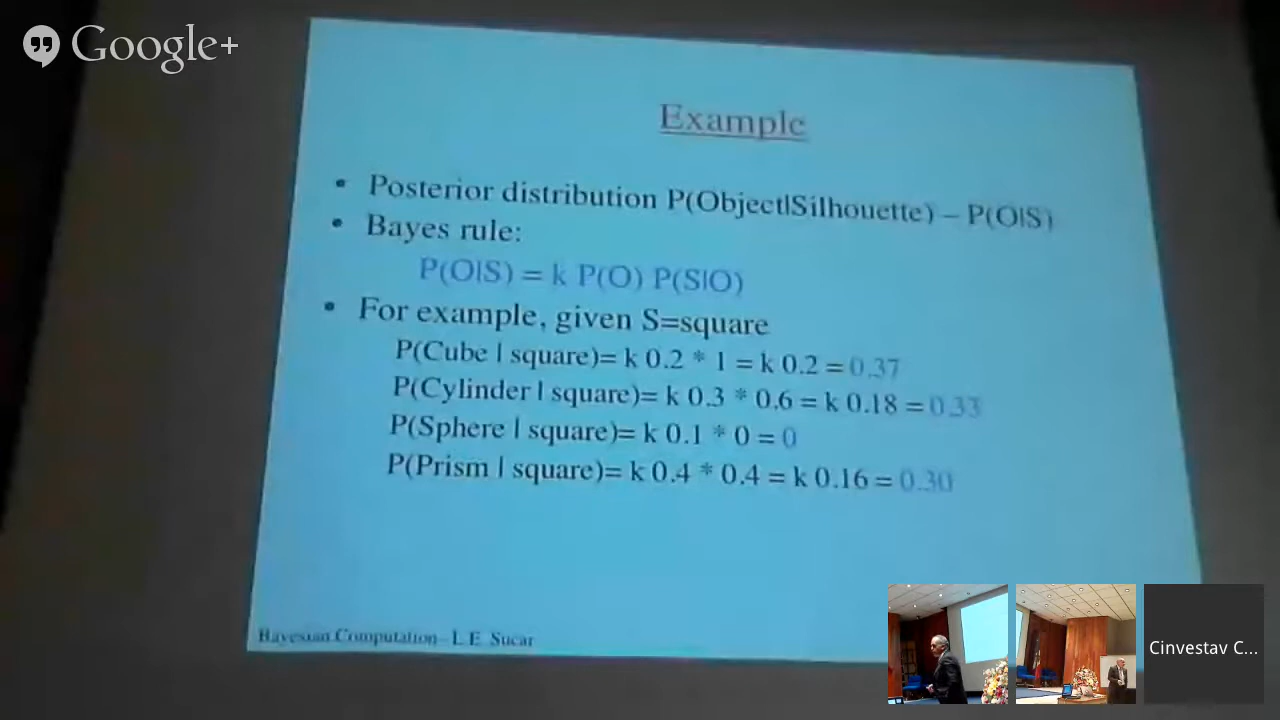 Google+
Example
• Posterior distribution P(Object|Silhouette) – P(O|S)
• Bayes rule:
P(O|S) = k P(O) P(S|O)
• For example, given S=square
P(Cube | square)= k 0.2 * 1 = k 0.2 = 0.37
P(Cylinder | square)= k 0.3 * 0.6 = k 0.18 = 0.33
P(Sphere | square)= k 0.1 * 0 = 0
P(Prism | square)= k 0.4 * 0.4 = k 0.16 = 0.30
Bayesian Computation - L.E. Sucar
Cinvestav C...